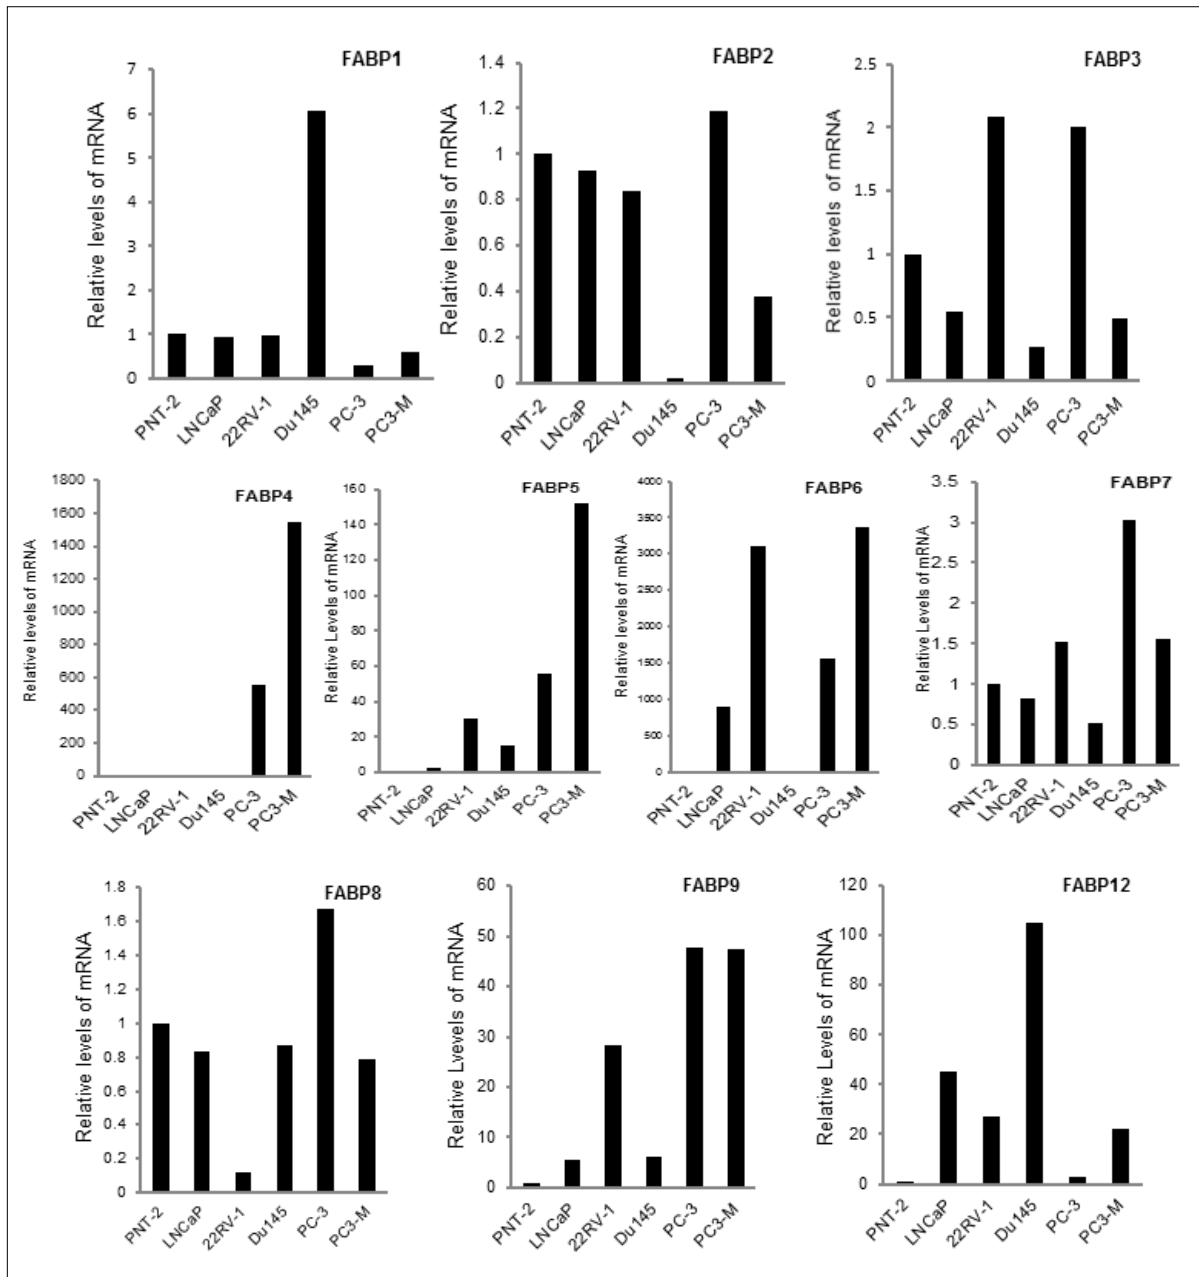 FABP1
Relative levels of mRNA
7
6
5
4
3
2
1
0
PNT-2
LNCaP
22RV-1
Du145
PC-3
PC3-M
FABP2
Relative levels of mRNA
1.4
1.2
1
0.8
0.6
0.4
0.2
0
PNT-2
LNCaP
22RV-1
Du145
PC-3
PC3-M
FABP3
Relative levels of mRNA
2.5
2
1.5
1
0.5
0
PNT-2
LNCaP
22RV-1
Du145
PC-3
PC3-M
FABP4
Relative levels of mRNA
1800
1600
1400
1200
1000
800
600
400
200
0
PNT-2
LNCaP
22RV-1
Du145
PC-3
PC3-M
FABP5
Relative Levels of mRNA
160
140
120
100
80
60
40
20
0
PNT-2
LNCaP
22RV-1
Du145
PC-3
PC3-M
FABP6
Relative levels of mRNA
4000
3500
3000
2500
2000
1500
1000
500
0
PNT-2
LNCaP
22RV-1
Du145
PC-3
PC3-M
FABP7
Relative Levels of mRNA
3.5
3
2.5
2
1.5
1
0.5
0
PNT-2
LNCaP
22RV-1
Du145
PC-3
PC3-M
FABP8
Relative levels of mRNA
1.8
1.6
1.4
1.2
1
0.8
0.6
0.4
0.2
0
PNT-2
LNCaP
22RV-1
Du145
PC-3
PC3-M
FABP9
Relative Lvevels of mRNA
60
50
40
30
20
10
0
PNT-2
LNCaP
22RV-1
Du145
PC-3
PC3-M
FABP12
Relative Levels of mRNA
120
100
80
60
40
20
0
PNT-2
LNCaP
22RV-1
Du145
PC-3
PC3-M